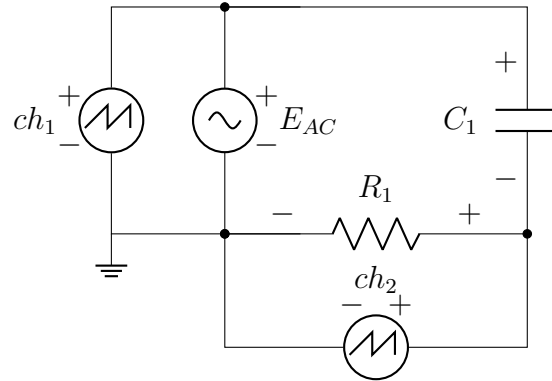 + + +
ch₁ E_AC C₁
− − −
R₁
− +
ch₂
− +